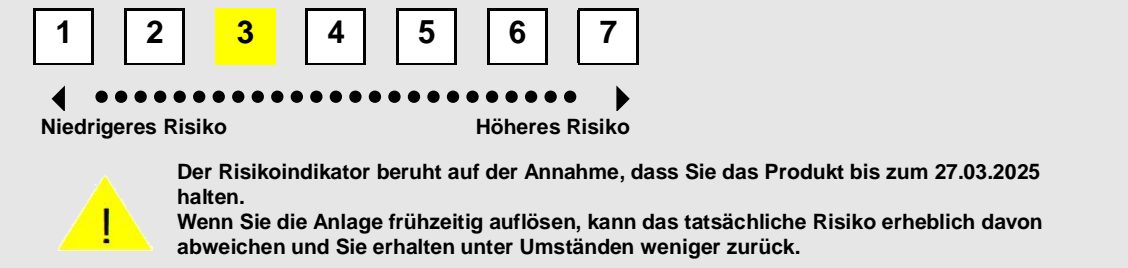 1 2 3 4 5 6 7
Niedrigeres Risiko Höheres Risiko
Der Risikoindikator beruht auf der Annahme, dass Sie das Produkt bis zum 27.03.2025
halten.
Wenn Sie die Anlage frühzeitig auflösen, kann das tatsächliche Risiko erheblich davon
abweichen und Sie erhalten unter Umständen weniger zurück.
!